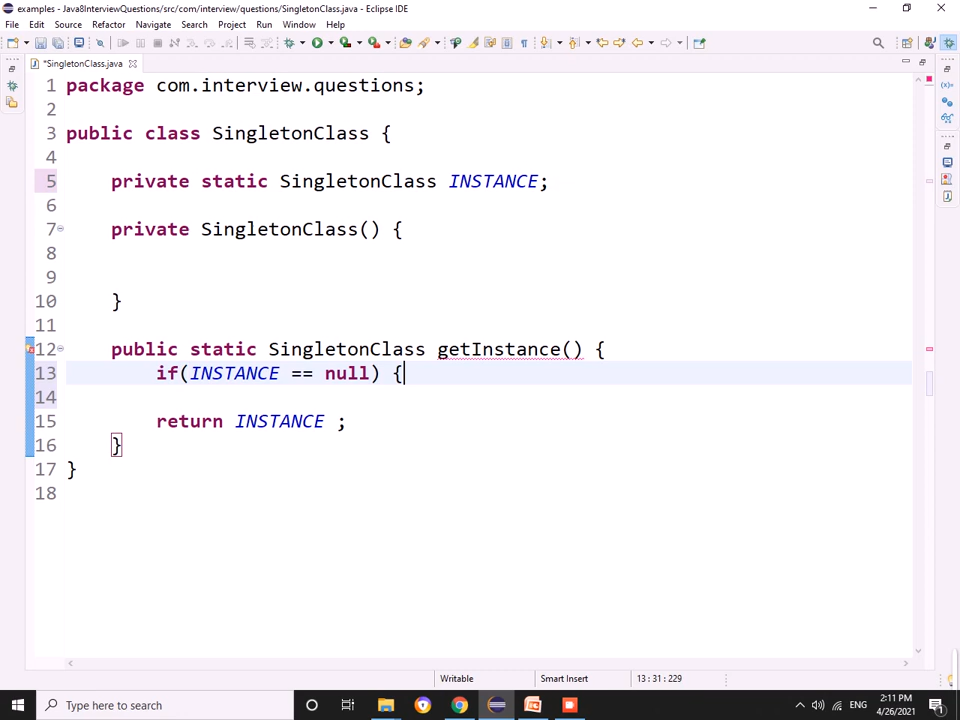 examples - Java8InterviewQuestions/src/com/interview/questions/SingletonClass.java - Eclipse IDE
File Edit Source Refactor Navigate Search Project Run Window Help
*SingletonClass.java
1 package com.interview.questions;
2
3 public class SingletonClass {
4
5 private static SingletonClass INSTANCE;
6
7 private SingletonClass() {
8
9
10 }
11
12 public static SingletonClass getInstance() {
13 if(INSTANCE == null) {
14
15 return INSTANCE ;
16 }
17 }
18
Writable Smart Insert 13 : 31 : 229
Type here to search
ENG
2:11 PM
4/26/2021
1